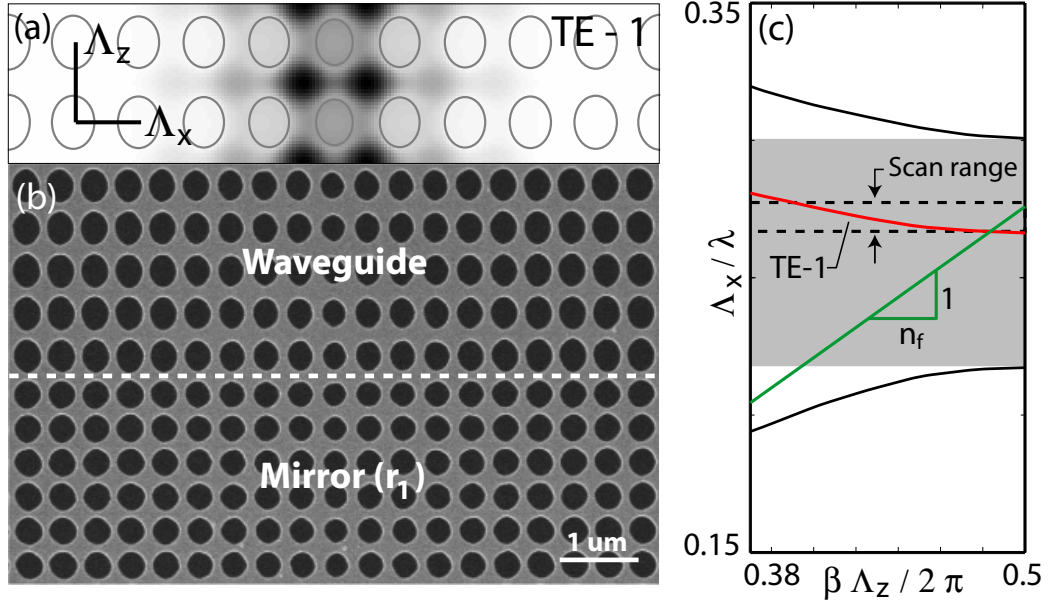 (a)
TE - 1
Λz
Λx
(b)
Waveguide
Mirror (r1)
1 um
(c)
0.35
Scan range
TE-1
1
nf
Λx / λ
0.15
0.38
β Λz / 2 π
0.5